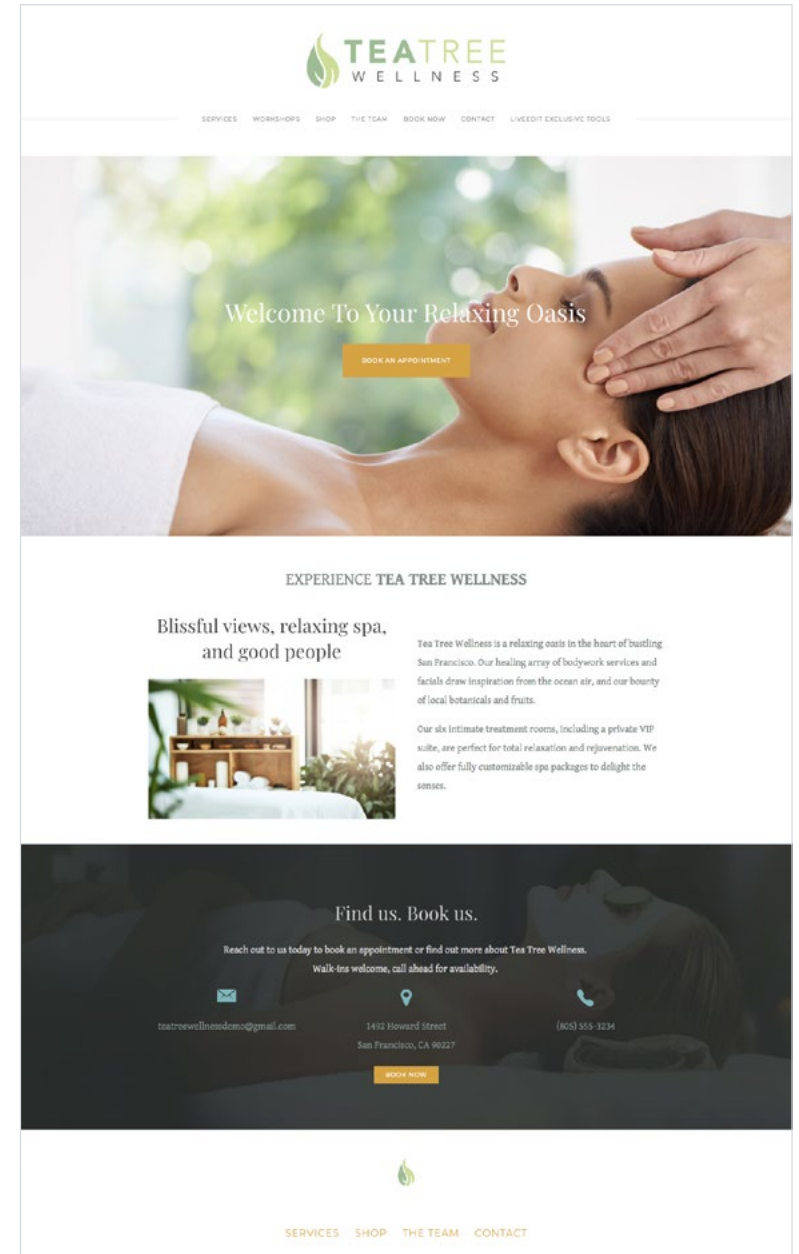 TEATREE
WELLNESS
SERVICES WORKSHOPS SHOP THE TEAM BOOK NOW CONTACT LIVEEDIT EXCLUSIVE TOOLS
Welcome To Your Relaxing Oasis
BOOK AN APPOINTMENT
EXPERIENCE TEA TREE WELLNESS
Blissful views, relaxing spa,
and good people
Tea Tree Wellness is a relaxing oasis in the heart of bustling
San Francisco. Our healing array of bodywork services and
facials draw inspiration from the ocean air, and our bounty
of local botanicals and fruits.
Our six intimate treatment rooms, including a private VIP
suite, are perfect for total relaxation and rejuvenation. We
also offer fully customizable spa packages to delight the
senses.
Find us. Book us.
Reach out to us today to book an appointment or find out more about Tea Tree Wellness.
Walk-ins welcome, call ahead for availability.
teatreewellnessdemo@gmail.com
1492 Howard Street
San Francisco, CA 90227
(805) 555-3234
BOOK NOW
SERVICES SHOP THE TEAM CONTACT